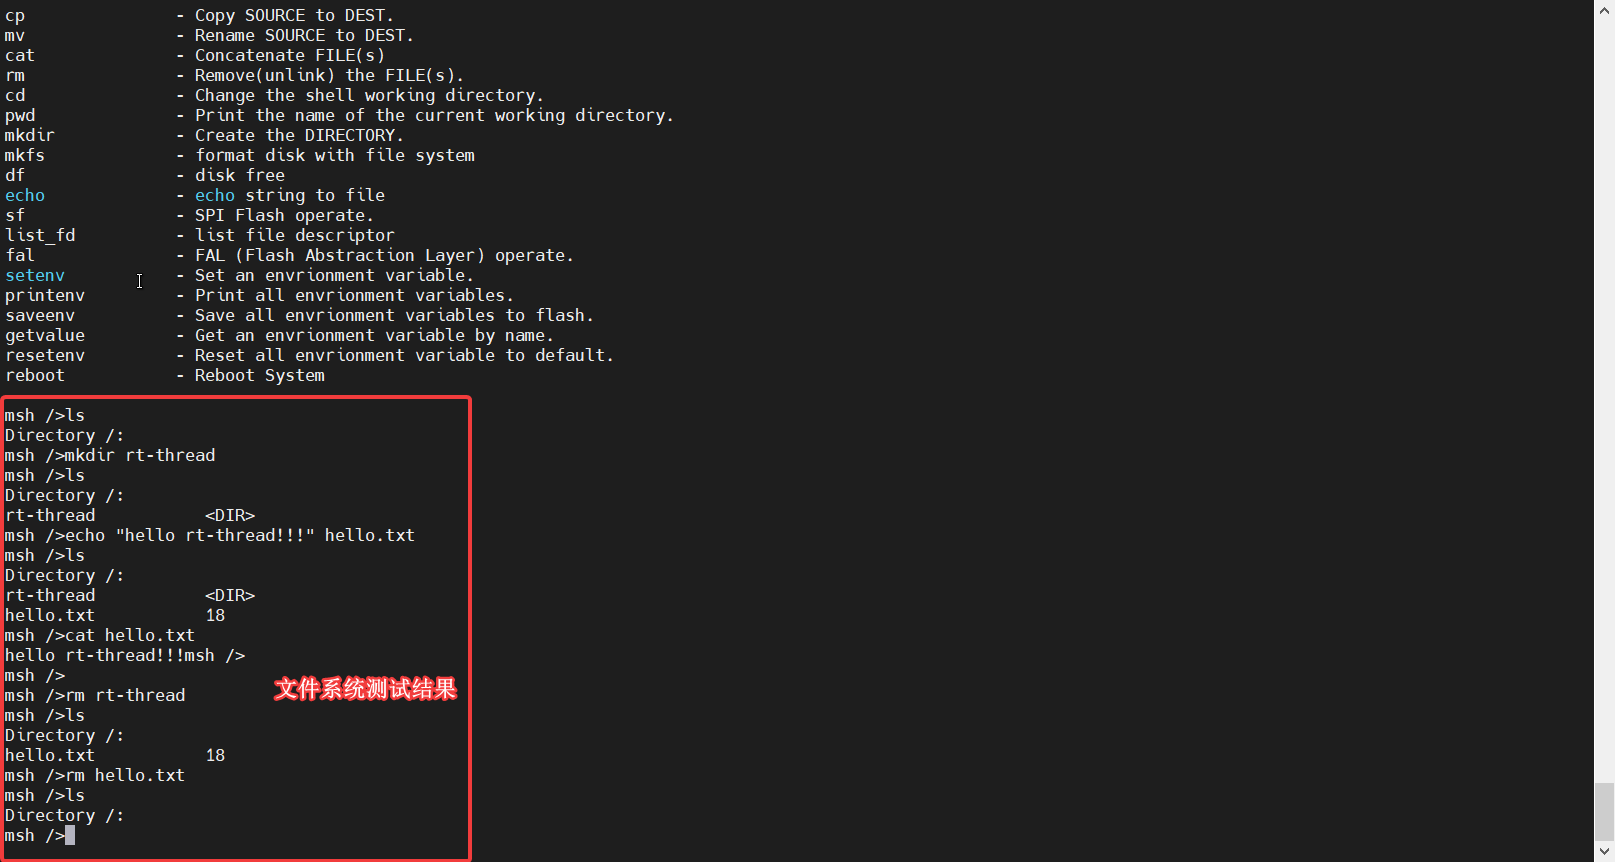 cp               - Copy SOURCE to DEST.
mv               - Rename SOURCE to DEST.
cat              - Concatenate FILE(s)
rm               - Remove(unlink) the FILE(s).
cd               - Change the shell working directory.
pwd              - Print the name of the current working directory.
mkdir            - Create the DIRECTORY.
mkfs             - format disk with file system
df               - disk free
echo             - echo string to file
sf               - SPI Flash operate.
list_fd          - list file descriptor
fal              - FAL (Flash Abstraction Layer) operate.
setenv           - Set an envrionment variable.
printenv         - Print all envrionment variables.
saveenv          - Save all envrionment variables to flash.
getvalue         - Get an envrionment variable by name.
resetenv         - Reset all envrionment variable to default.
reboot           - Reboot System
msh />ls
Directory /:
msh />mkdir rt-thread
msh />ls
Directory /:
rt-thread           <DIR>
msh />echo "hello rt-thread!!!" hello.txt
msh />ls
Directory /:
rt-thread           <DIR>
hello.txt           18
msh />cat hello.txt
hello rt-thread!!!msh />
msh />
文件系统测试结果
msh />rm rt-thread
msh />ls
Directory /:
hello.txt           18
msh />rm hello.txt
msh />ls
Directory /:
msh />